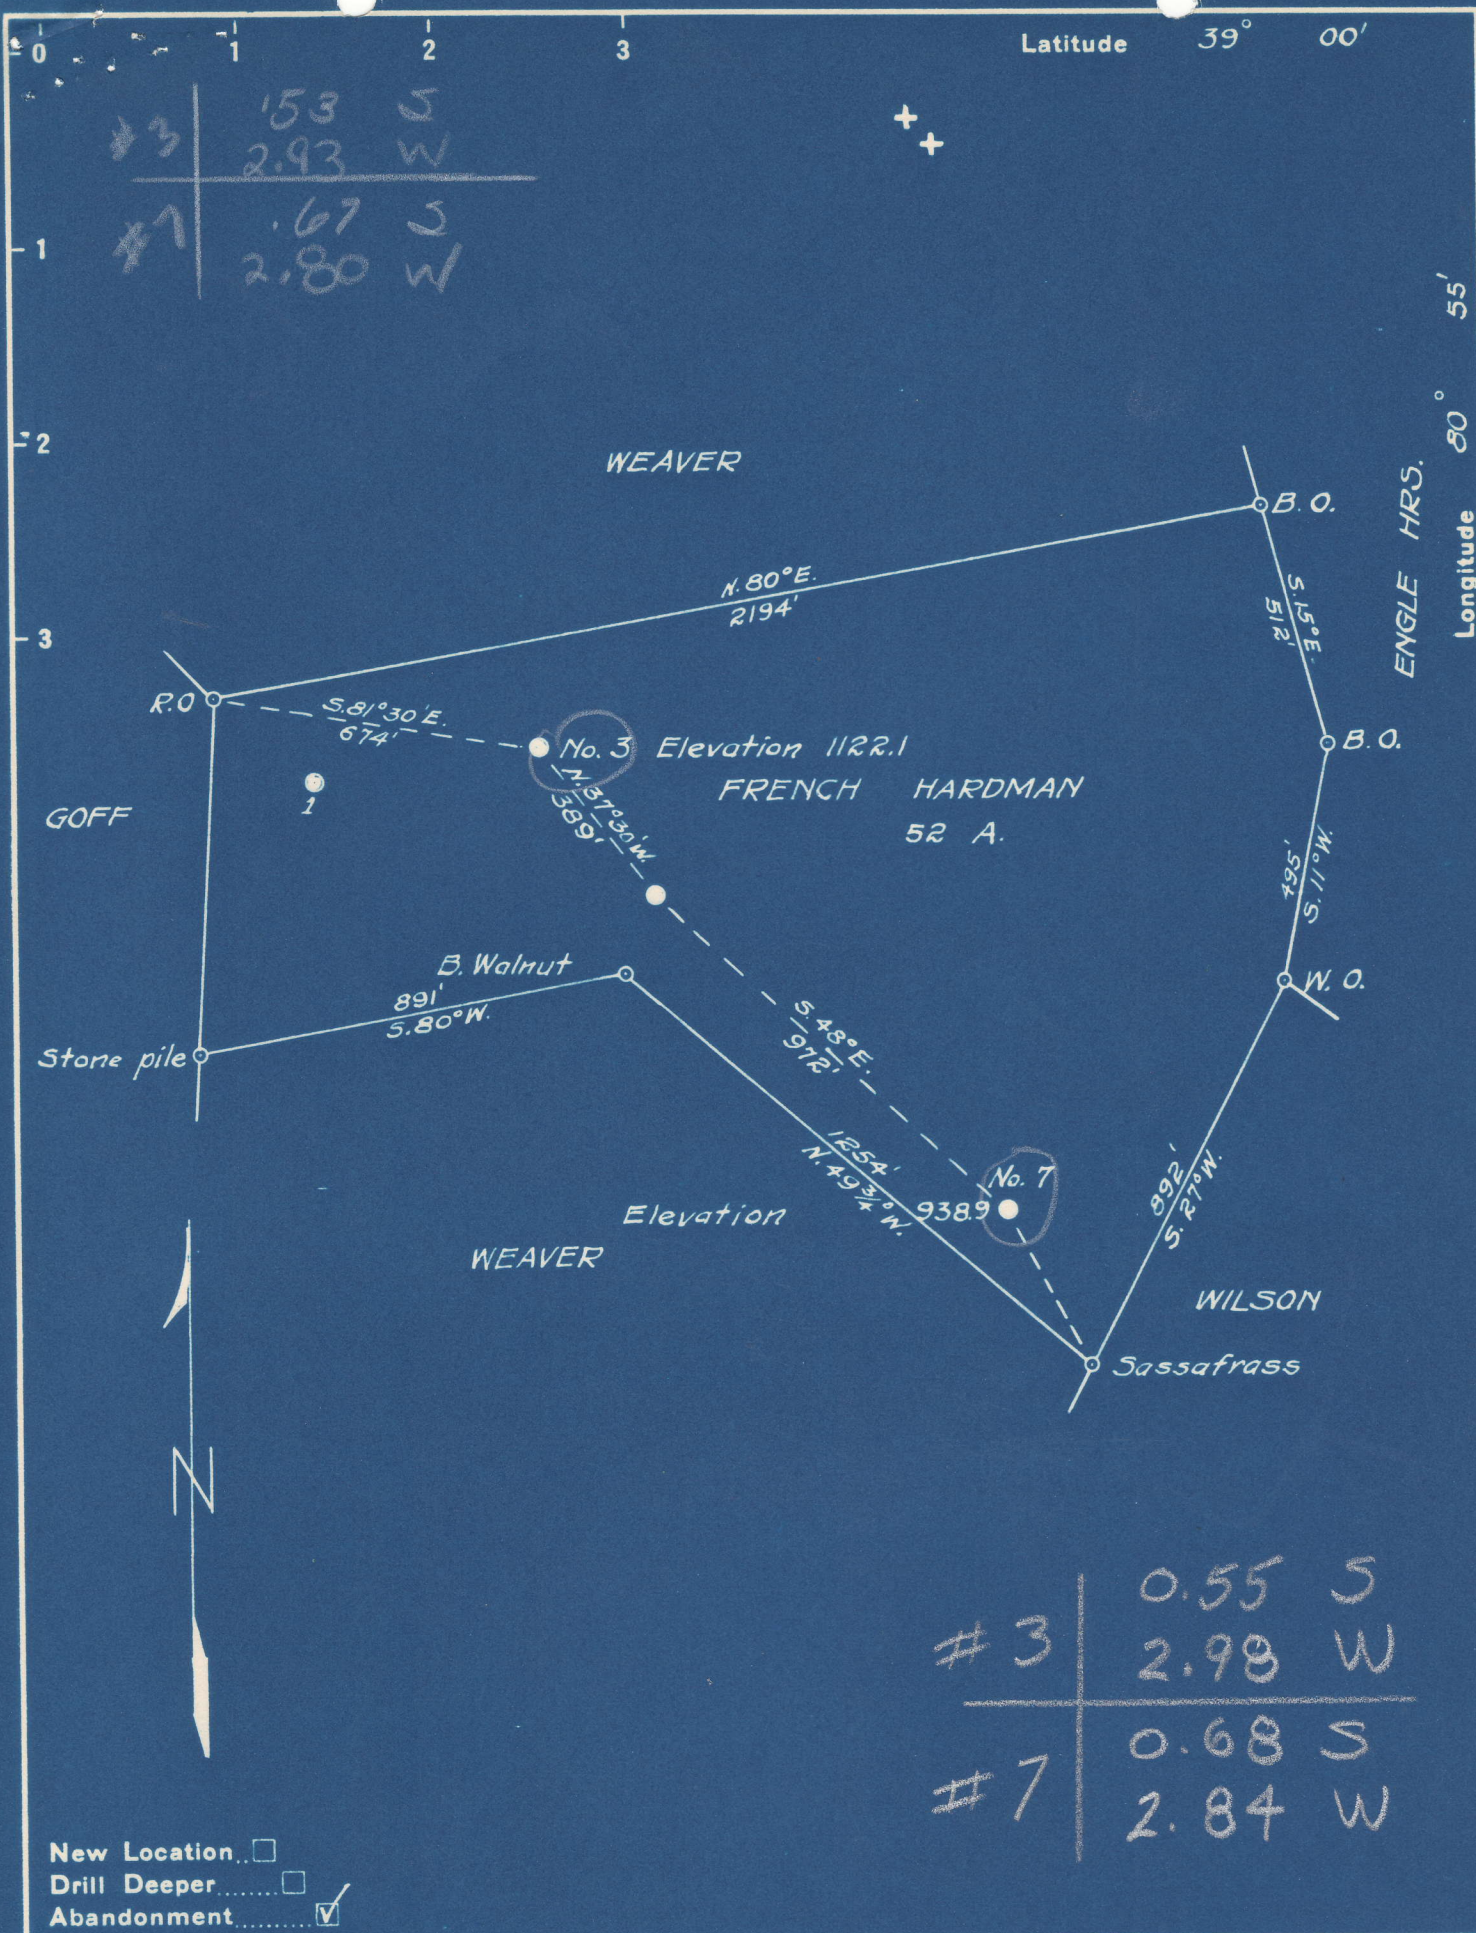 0 1 2 3 Latitude 39° 00'
#3 .53 S
2.93 W
#7 .67 S
2.80 W
1
2
3
55'
80°
Longitude
ENGLE HRS.
WEAVER
B. O.
N. 80° E.
2194'
S. 15° E
512'
R.O
S. 81° 30' E.
674'
No. 3 Elevation 1122.1
B. O.
FRENCH HARDMAN
52 A.
1
GOFF
N. 37° 30' W.
389'
495'
S. 11° W.
B. Walnut
W. O.
891'
S. 80° W.
Stone pile
S. 48° E.
972'
1254'
N. 49 3/4° W.
No. 7
938.9
Elevation
WEAVER
892'
S. 27° W.
WILSON
Sassafrass
N
#3 0.55 S
2.98 W
#7 0.68 S
2.84 W
New Location..
Drill Deeper.......
Abandonment.........